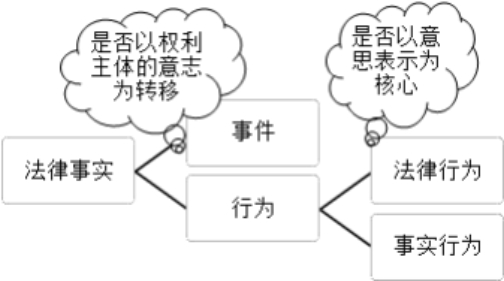 是否以权利
主体的意志
为转移
是否以意
思表示为
核心
事件
法律事实
法律行为
行为
事实行为